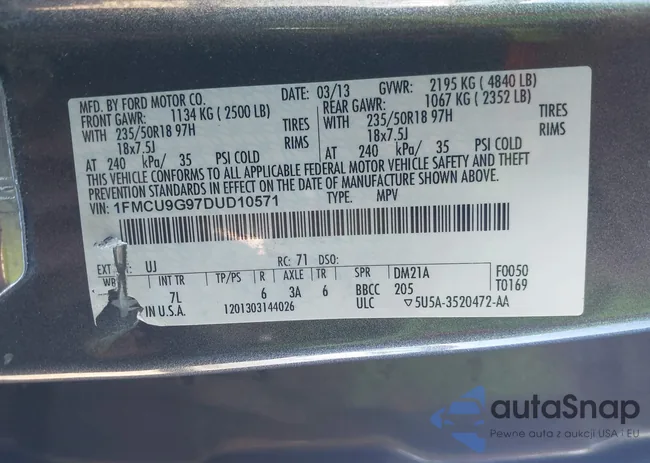 MFD. BY FORD MOTOR CO.
DATE: 03/13 GVWR: 2195 KG ( 4840 LB)
FRONT GAWR: 1134 KG ( 2500 LB) REAR GAWR: 1067 KG ( 2352 LB)
WITH 235/50R18 97H TIRES WITH 235/50R18 97H TIRES
18x7.5J RIMS 18x7.5J RIMS
AT 240 kPa/ 35 PSI COLD AT 240 kPa/ 35 PSI COLD
THIS VEHICLE CONFORMS TO ALL APPLICABLE FEDERAL MOTOR VEHICLE SAFETY AND THEFT
PREVENTION STANDARDS IN EFFECT ON THE DATE OF MANUFACTURE SHOWN ABOVE.
VIN: 1FMCU9G97DUD10571 TYPE: MPV
EXT UJ RC: 71 DSO:
WB INT TR TP/PS R AXLE TR SPR DM21A F0050
7L 6 3A 6 BBCC 205 T0169
IN U.S.A. 1201303144026 ULC ▽5U5A-3520472-AA
autoSnap
Pewne auta z aukcji USA i EU